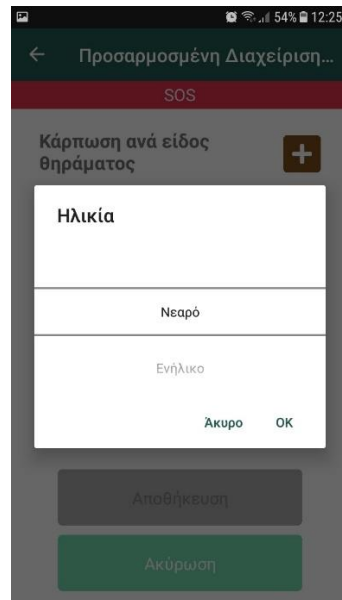 54% 12:25
Προσαρμοσμένη Διαχείριση...
SOS
Κάρπωση ανά είδος
θηράματος
Ηλικία
Νεαρό
Ενήλικο
Άκυρο OK
Αποθήκευση
Ακύρωση